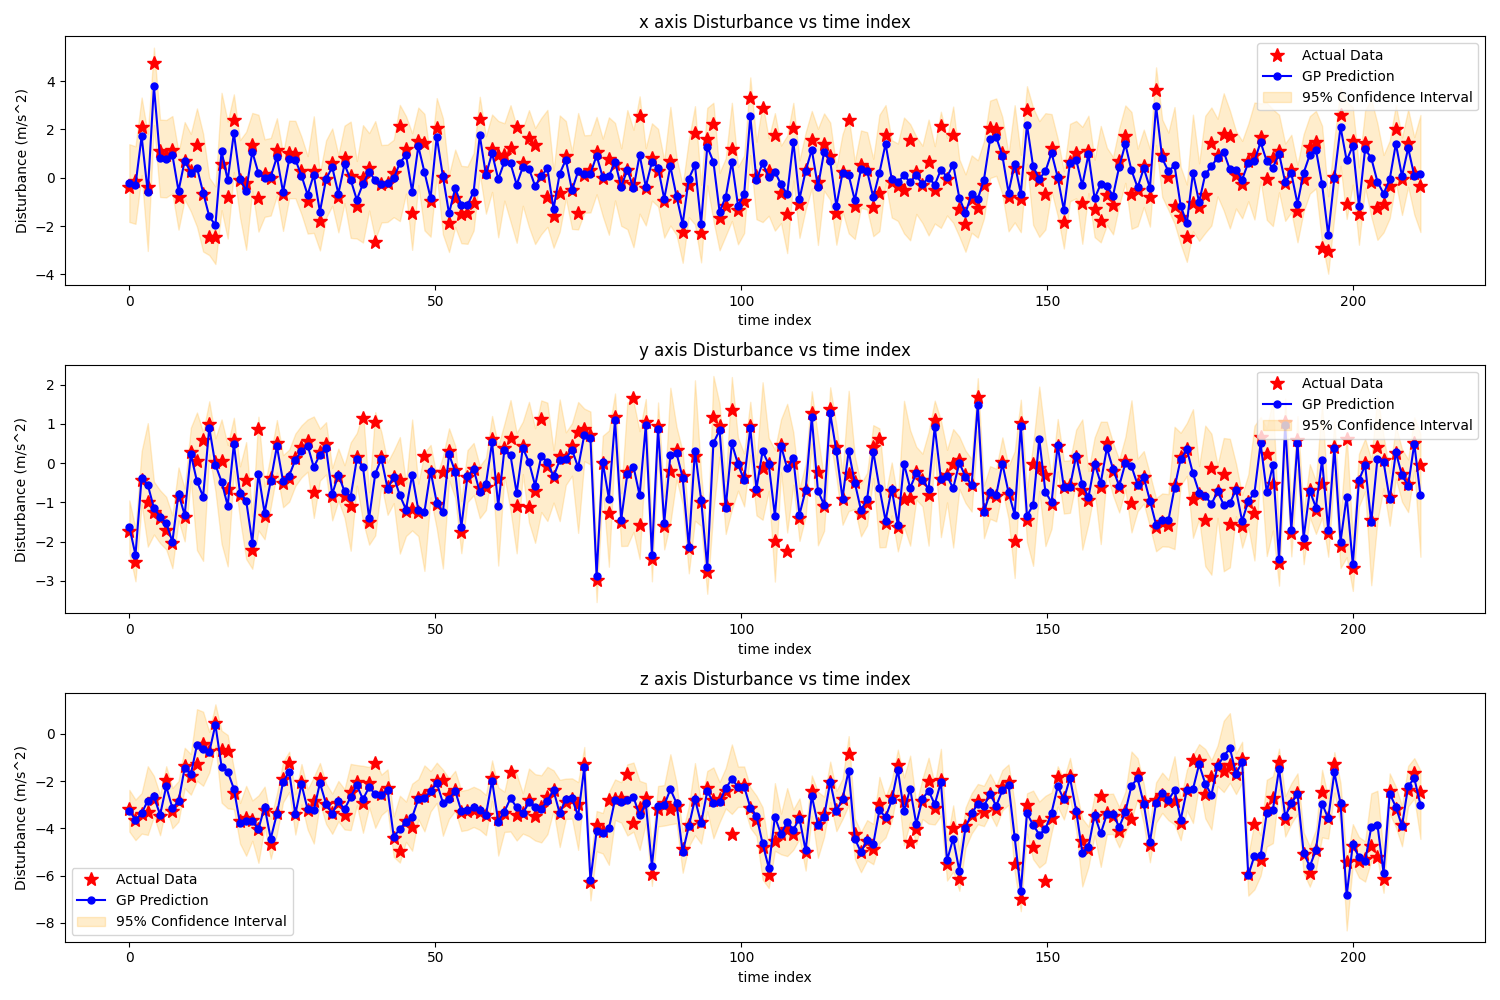 x axis Disturbance vs time index
Disturbance (m/s^2)
4
2
0
−2
−4
Actual Data
GP Prediction
95% Confidence Interval
0 50 100 150 200
time index
y axis Disturbance vs time index
Disturbance (m/s^2)
2
1
0
−1
−2
−3
Actual Data
GP Prediction
95% Confidence Interval
0 50 100 150 200
time index
z axis Disturbance vs time index
Disturbance (m/s^2)
0
−2
−4
−6
−8
Actual Data
GP Prediction
95% Confidence Interval
0 50 100 150 200
time index